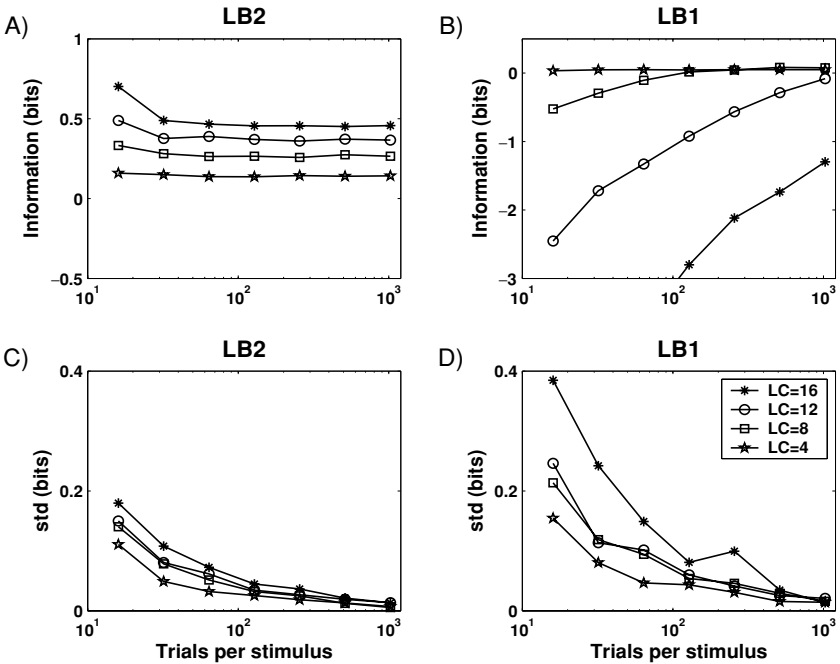 A)
LB2
Information (bits)
1
0.5
0
−0.5
10^1
10^2
10^3
B)
LB1
Information (bits)
0
−1
−2
−3
10^1
10^2
10^3
C)
LB2
std (bits)
0.4
0.2
0
10^1
10^2
10^3
Trials per stimulus
D)
LB1
std (bits)
0.4
0.2
0
10^1
10^2
10^3
Trials per stimulus
LC=16
LC=12
LC=8
LC=4